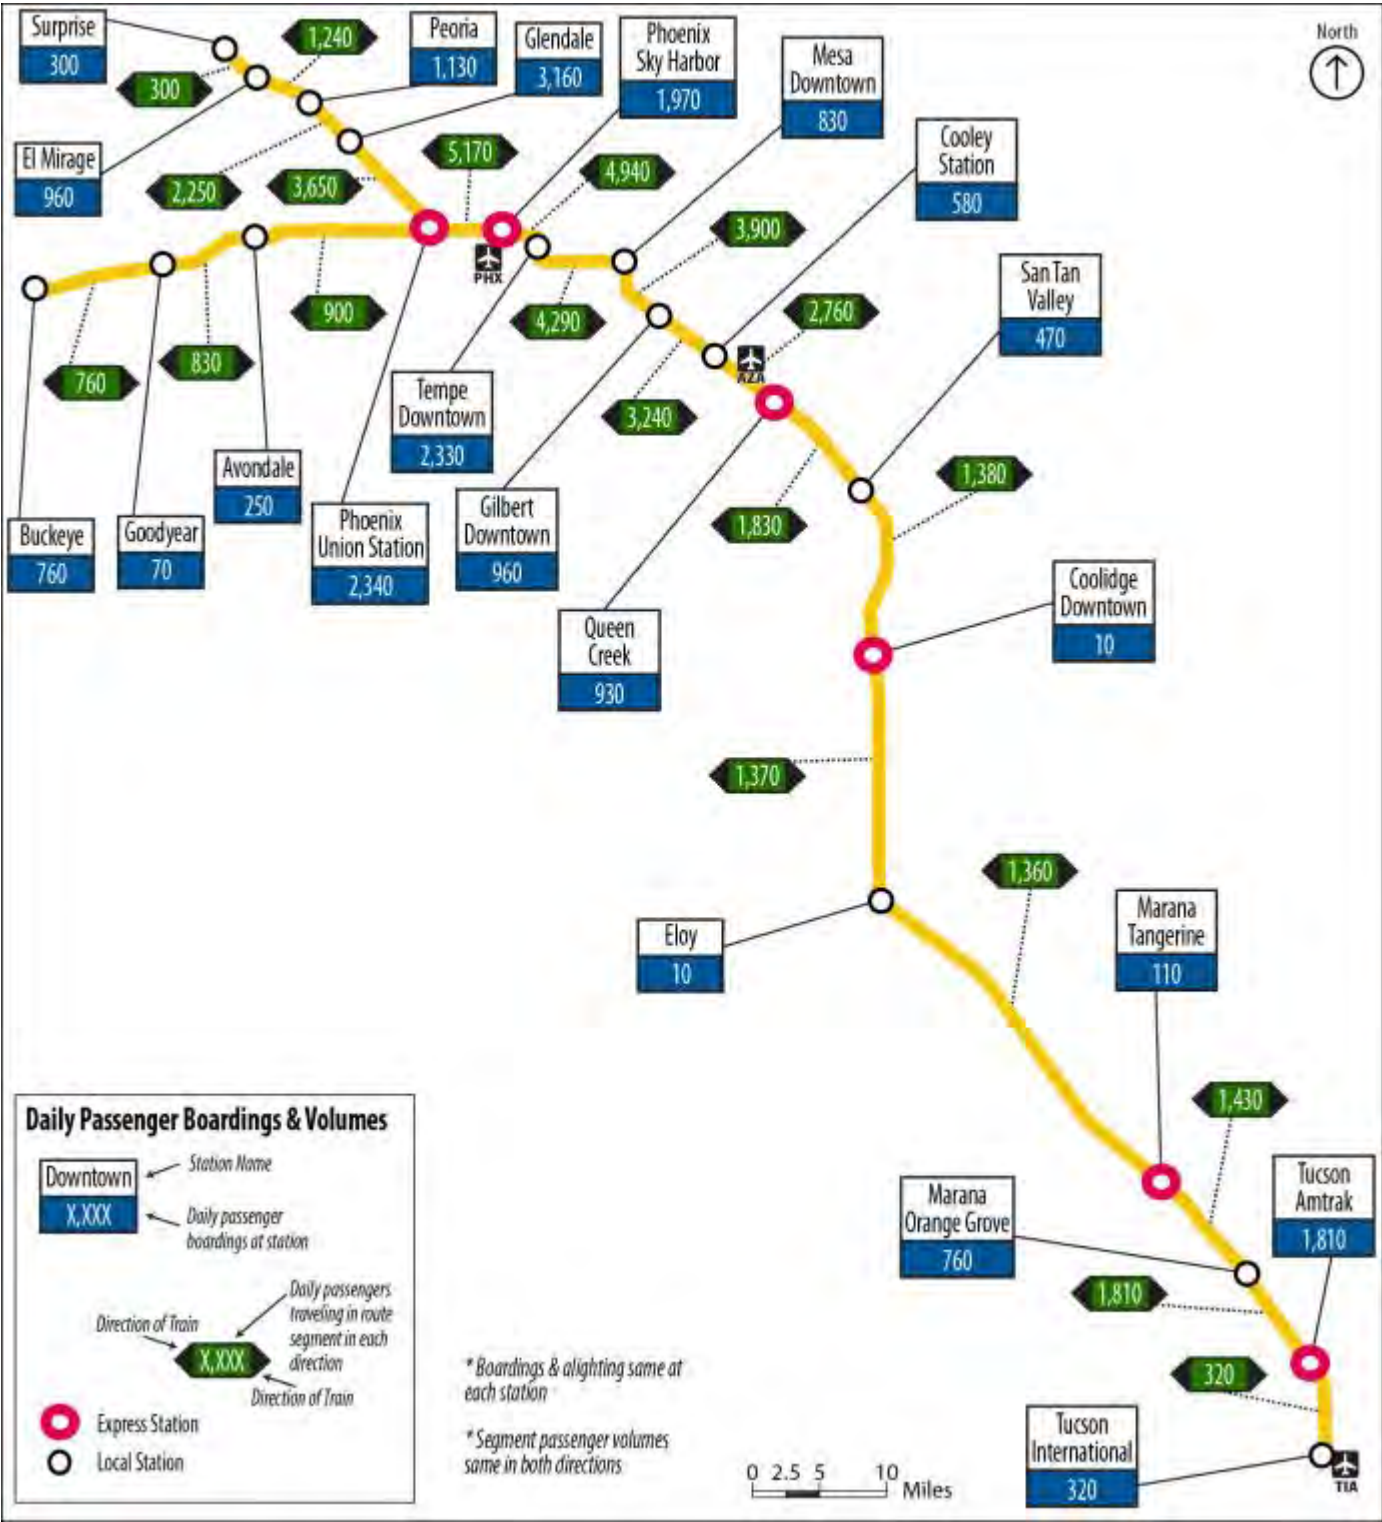 Surprise
300
1,240
Peoria
1,130
Glendale
3,160
Phoenix
Sky Harbor
1,970
Mesa
Downtown
830
North
300
El Mirage
960
2,250
3,650
5,170
4,940
Cooley
Station
580
3,900
PHX
San Tan
Valley
470
900
4,290
2,760
AZA
760
830
Tempe
Downtown
2,330
3,240
Avondale
250
1,380
Buckeye
760
Goodyear
70
Phoenix
Union Station
2,340
Gilbert
Downtown
960
1,830
Queen
Creek
930
Coolidge
Downtown
10
1,370
1,360
Eloy
10
Marana
Tangerine
110
1,430
Marana
Orange Grove
760
Tucson
Amtrak
1,810
1,810
320
Tucson
International
320
TIA
Daily Passenger Boardings & Volumes
Downtown
X,XXX
Station Name
Daily passenger
boardings at station
Direction of Train
X,XXX
Daily passengers
traveling in route
segment in each
direction
Direction of Train
Express Station
Local Station
* Boardings & alighting same at
each station
* Segment passenger volumes
same in both directions
0 2.5 5 10
Miles